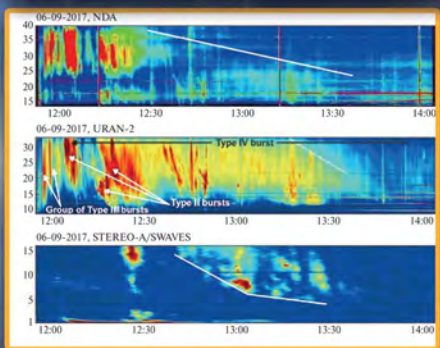 06-09-2017, NDA
40
35
30
25
20
15
12:00 12:30 13:00 13:30 14:00
06-09-2017, URAN-2
Type IV burst
30
25
20
15
10
Type II bursts
Group of Type III bursts
12:00 12:30 13:00 13:30 14:00
06-09-2017, STEREO-A/SWAVES
15
10
5
1
12:00 12:30 13:00 13:30 14:00